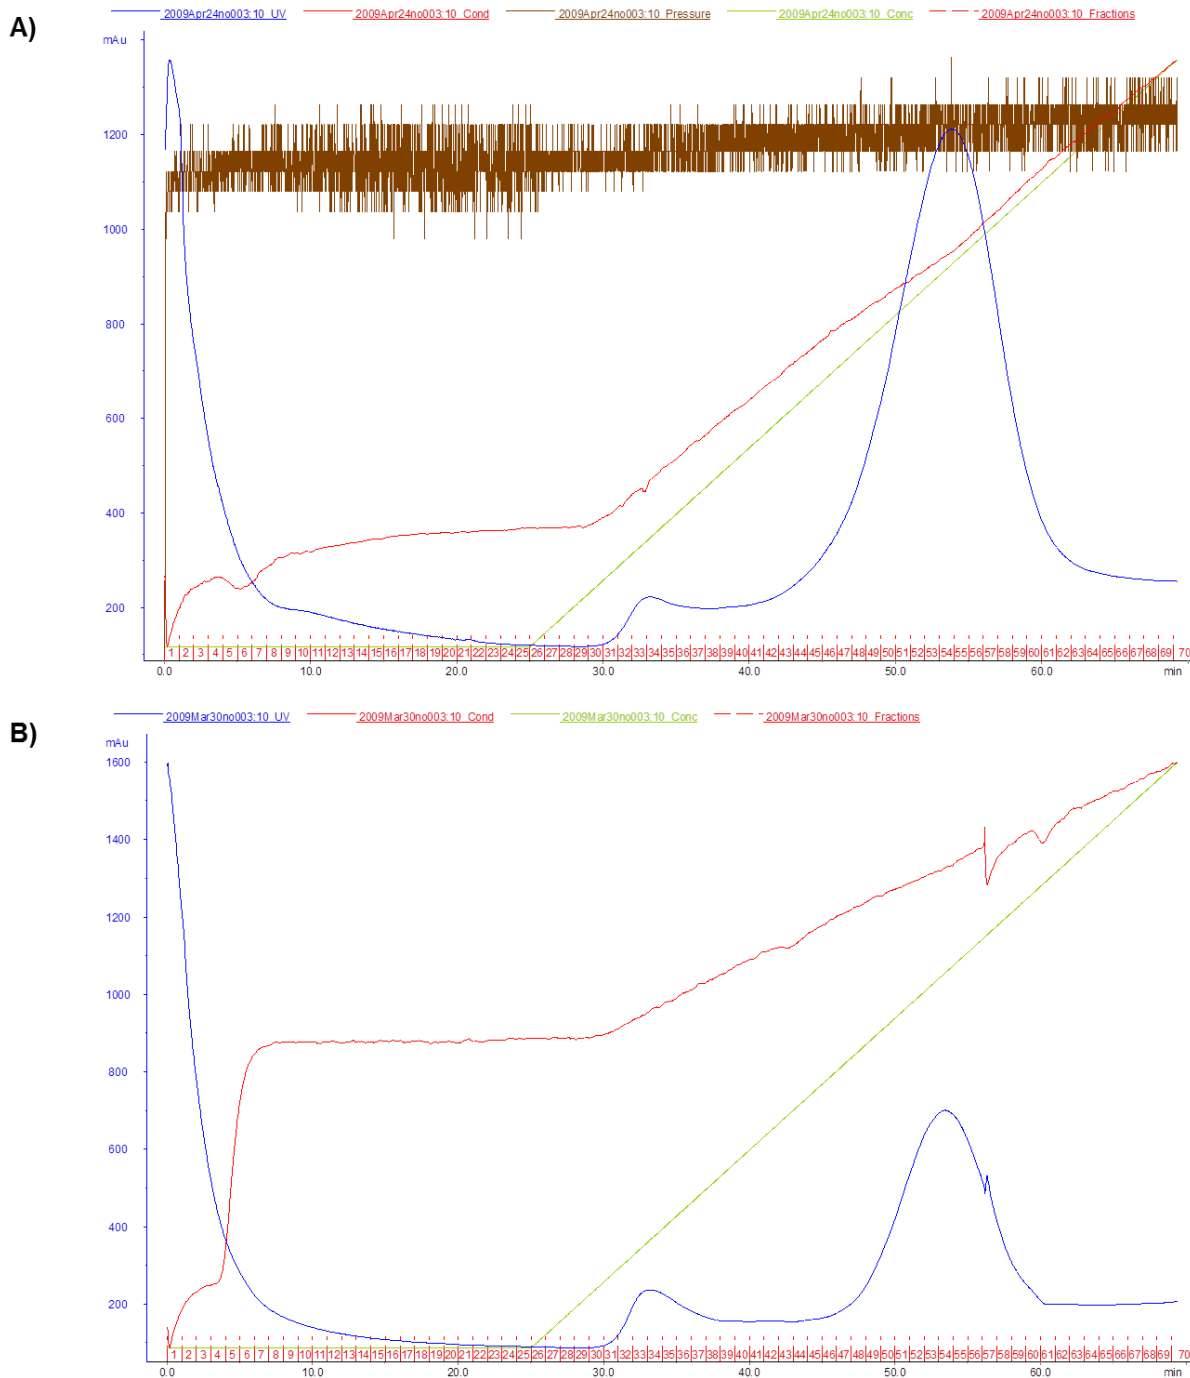 2009Apr24no003:10_UV 2009Apr24no003:10_Cond 2009Apr24no003:10_Pressure 2009Apr24no003:10_Conc 2009Apr24no003:10_Fractions
A)
mAu
1200
1000
800
600
400
200
1 2 3 4 5 6 7 8 9 10 11 12 13 14 15 16 17 18 19 20 21 22 23 24 25 26 27 28 29 30 31 32 33 34 35 36 37 38 39 40 41 42 43 44 45 46 47 48 49 50 51 52 53 54 55 56 57 58 59 60 61 62 63 64 65 66 67 68 69 70
0.0 10.0 20.0 30.0 40.0 50.0 60.0 min
2009Mar30no003:10_UV 2009Mar30no003:10_Cond 2009Mar30no003:10_Conc 2009Mar30no003:10_Fractions
B)
mAu
1600
1400
1200
1000
800
600
400
200
1 2 3 4 5 6 7 8 9 10 11 12 13 14 15 16 17 18 19 20 21 22 23 24 25 26 27 28 29 30 31 32 33 34 35 36 37 38 39 40 41 42 43 44 45 46 47 48 49 50 51 52 53 54 55 56 57 58 59 60 61 62 63 64 65 66 67 68 69 70
0.0 10.0 20.0 30.0 40.0 50.0 60.0 min